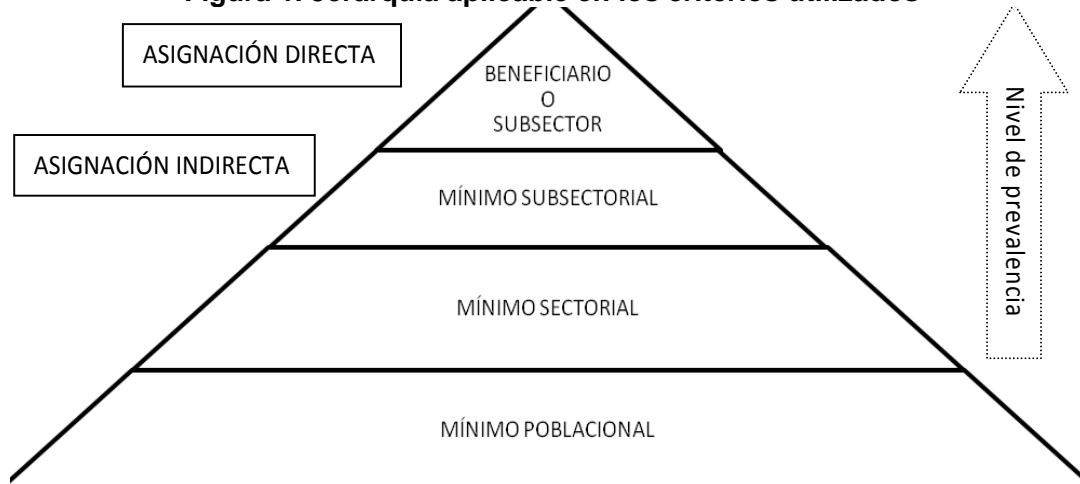 ASIGNACIÓN DIRECTA
BENEFICIARIO
O
SUBSECTOR
ASIGNACIÓN INDIRECTA
MÍNIMO SUBSECTORIAL
MÍNIMO SECTORIAL
MÍNIMO POBLACIONAL
Nivel de prevalencia